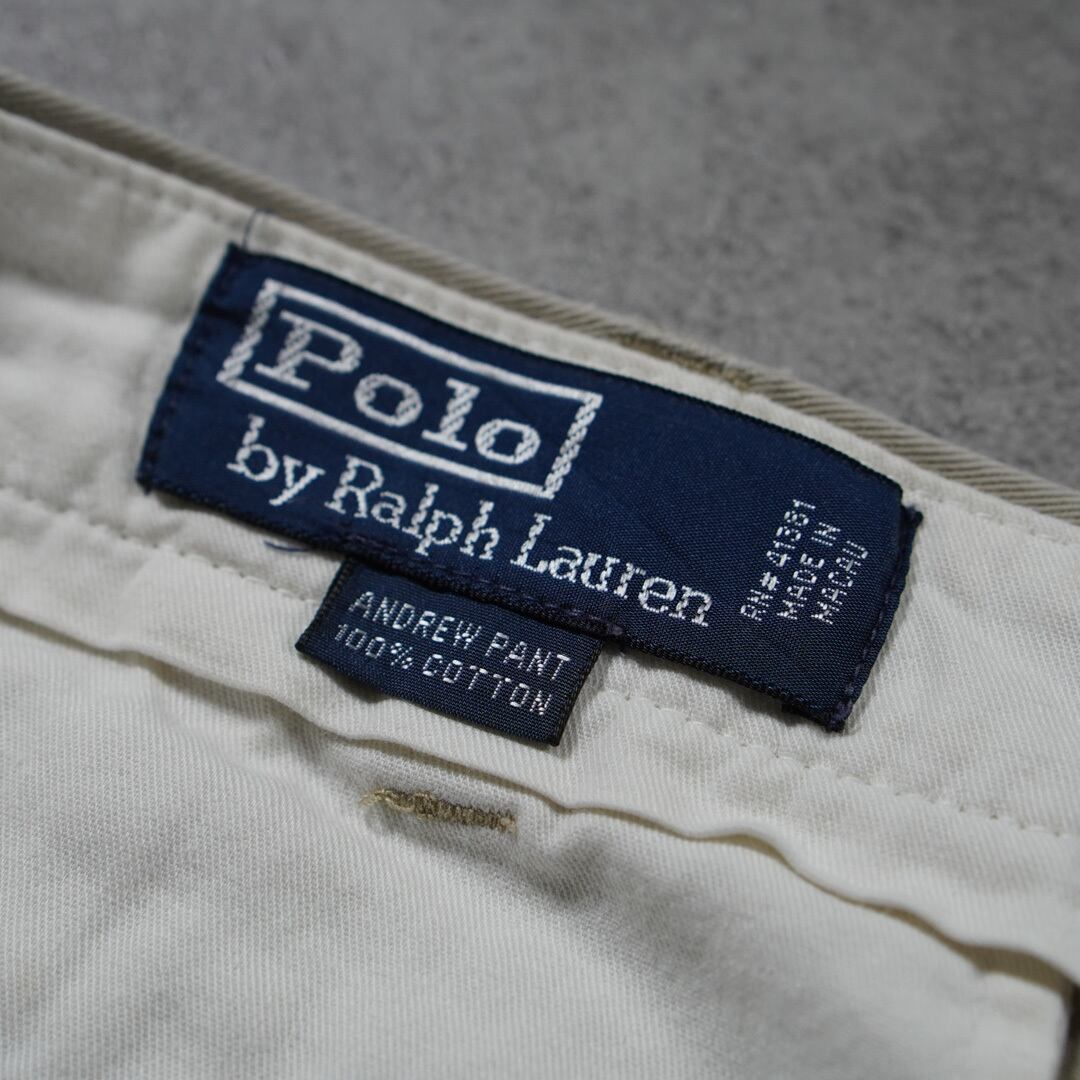 Polo
by Ralph Lauren
RN# 41381
MADE IN
MACAU
ANDREW PANT
100% COTTON